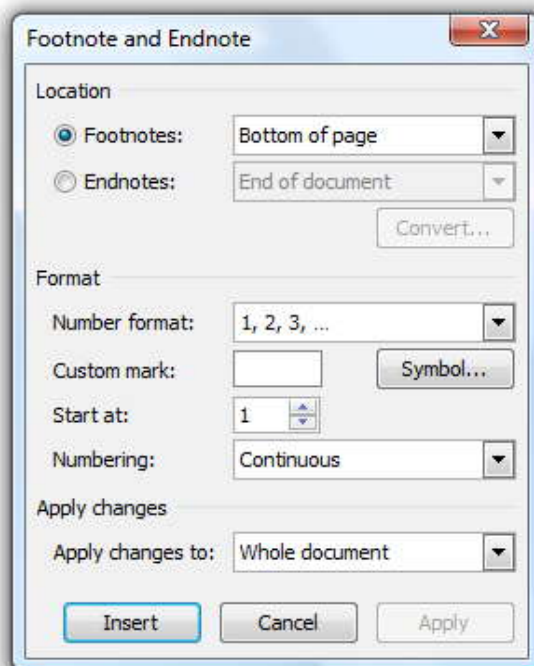 Footnote and Endnote
Location
Footnotes: Bottom of page
Endnotes: End of document
Convert...
Format
Number format: 1, 2, 3, ...
Custom mark: Symbol...
Start at: 1
Numbering: Continuous
Apply changes
Apply changes to: Whole document
Insert Cancel Apply